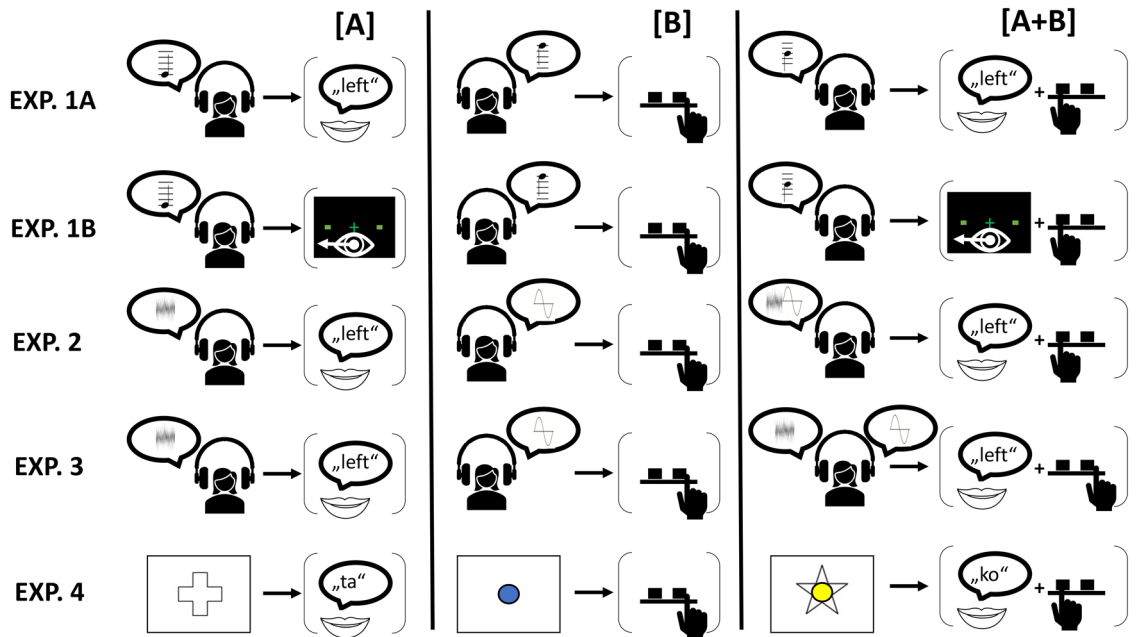 [A] [B] [A+B]
EXP. 1A „left“ „left“ +
EXP. 1B +
EXP. 2 „left“ „left“ +
EXP. 3 „left“ „left“ +
EXP. 4 „ta“ „ko“ +